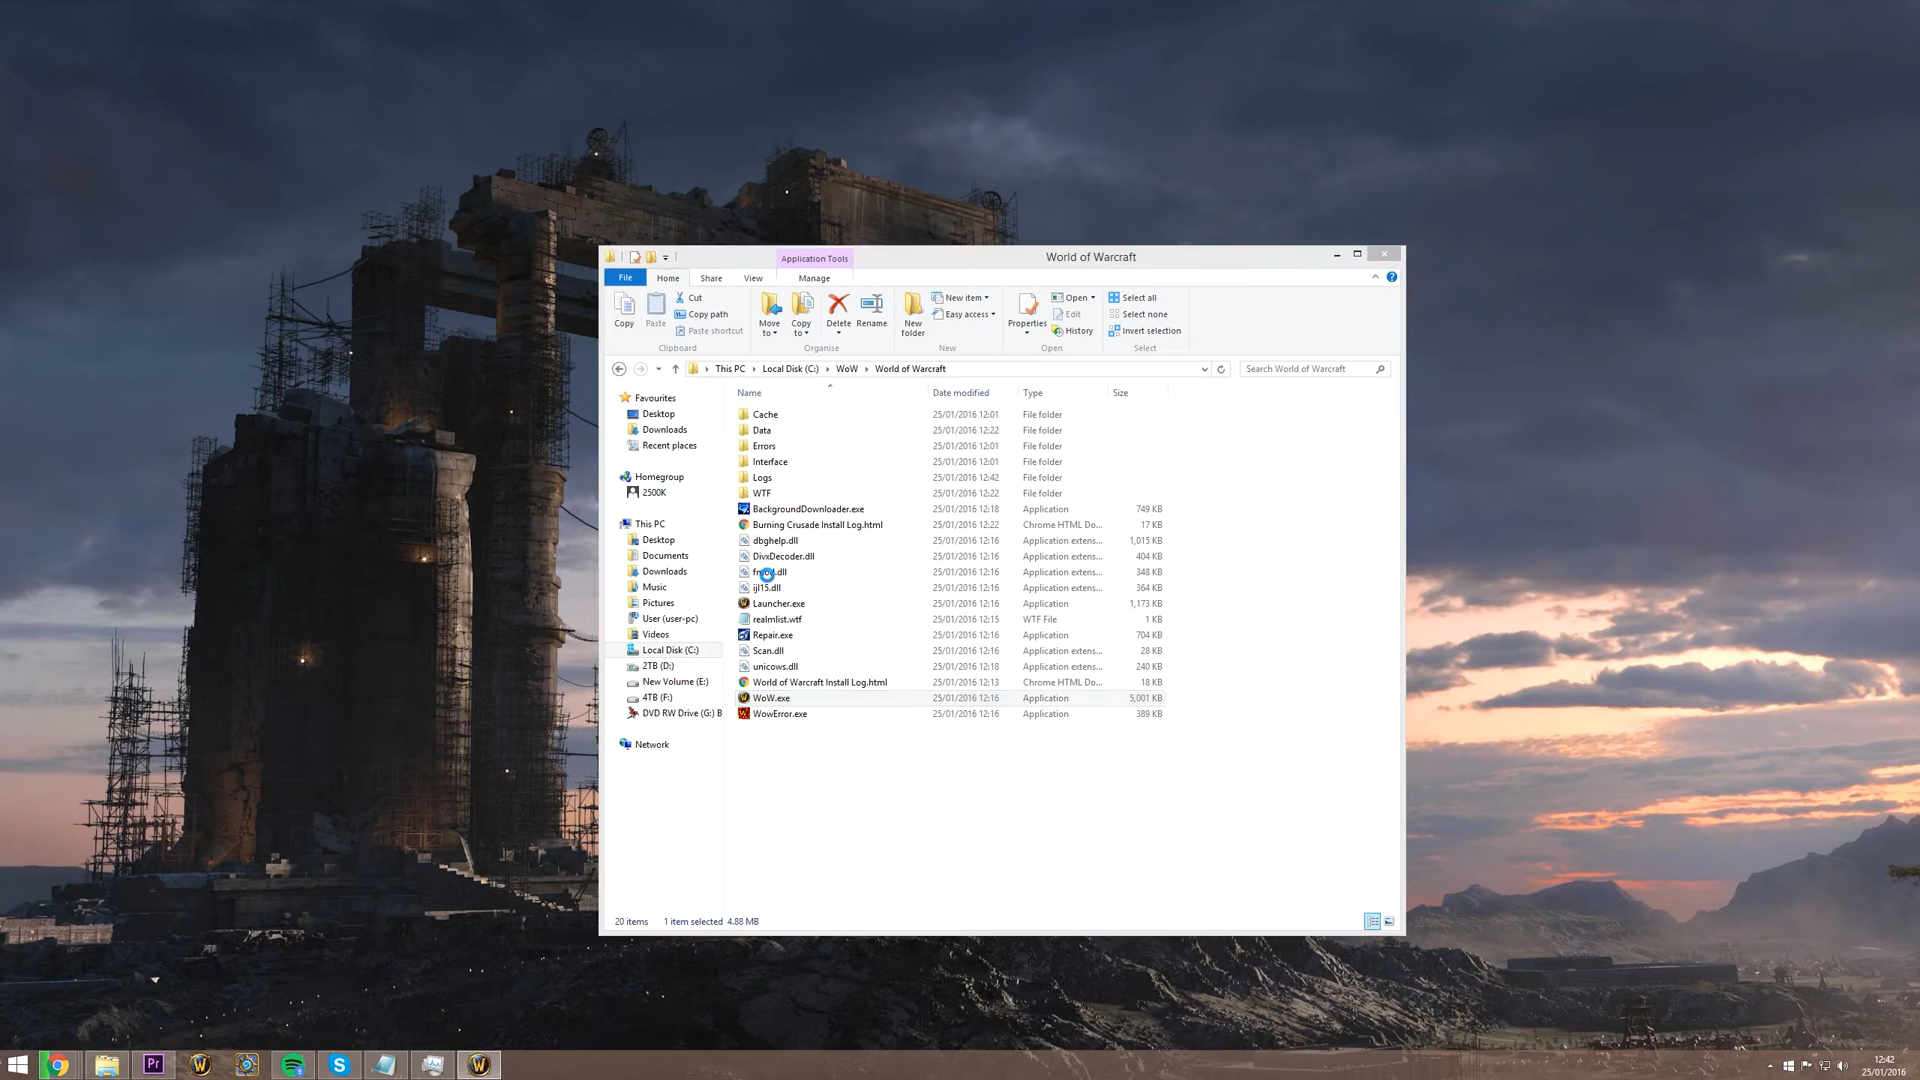 Application Tools
World of Warcraft
File
Home
Share
View
Manage
Copy
Paste
Cut
Copy path
Paste shortcut
Clipboard
Move to
Copy to
Delete
Rename
Organise
New folder
New item
Easy access
New
Properties
Open
Edit
History
Open
Select all
Select none
Invert selection
Select
This PC
Local Disk (C:)
WoW
World of Warcraft
Search World of Warcraft
Favourites
Desktop
Downloads
Recent places
Homegroup
2500K
This PC
Desktop
Documents
Downloads
Music
Pictures
User (user-pc)
Videos
Local Disk (C:)
2TB (D:)
New Volume (E:)
4TB (F:)
DVD RW Drive (G:) B
Network
Name Date modified Type Size
Cache 25/01/2016 12:01 File folder
Data 25/01/2016 12:22 File folder
Errors 25/01/2016 12:01 File folder
Interface 25/01/2016 12:01 File folder
Logs 25/01/2016 12:42 File folder
WTF 25/01/2016 12:22 File folder
BackgroundDownloader.exe 25/01/2016 12:18 Application 749 KB
Burning Crusade Install Log.html 25/01/2016 12:22 Chrome HTML Do... 17 KB
dbghelp.dll 25/01/2016 12:16 Application extens... 1,015 KB
DivxDecoder.dll 25/01/2016 12:16 Application extens... 404 KB
25/01/2016 12:16 Application extens... 348 KB
ijl15.dll 25/01/2016 12:16 Application extens... 364 KB
Launcher.exe 25/01/2016 12:16 Application 1,173 KB
realmlist.wtf 25/01/2016 12:15 WTF File 1 KB
Repair.exe 25/01/2016 12:16 Application 704 KB
Scan.dll 25/01/2016 12:16 Application extens... 28 KB
unicows.dll 25/01/2016 12:18 Application extens... 240 KB
World of Warcraft Install Log.html 25/01/2016 12:13 Chrome HTML Do... 18 KB
WoW.exe 25/01/2016 12:16 Application 5,001 KB
WowError.exe 25/01/2016 12:16 Application 389 KB
20 items 1 item selected 4.88 MB
Pr
12:42
25/01/2016